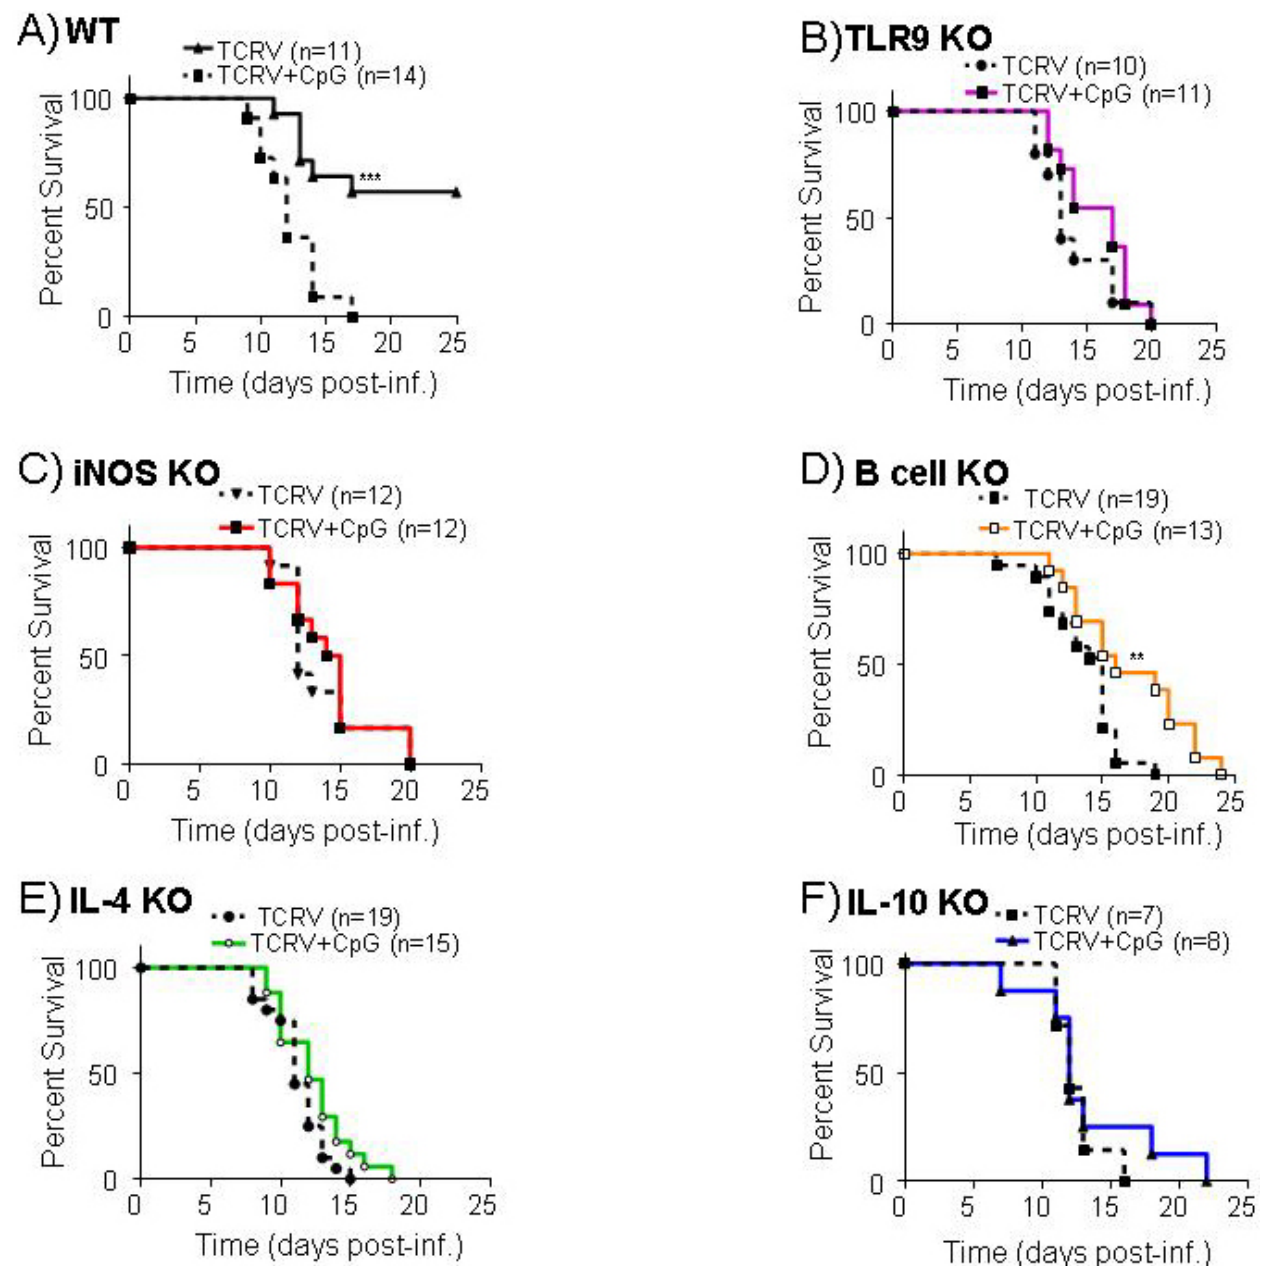 A) WT
TCRV (n=11)
TCRV+CpG (n=14)
Percent Survival
100
50
0
***
0 5 10 15 20 25
Time (days post-inf.)
B) TLR9 KO
TCRV (n=10)
TCRV+CpG (n=11)
Percent Survival
100
50
0
0 5 10 15 20 25
Time (days post-inf.)
C) iNOS KO
TCRV (n=12)
TCRV+CpG (n=12)
Percent Survival
100
50
0
0 5 10 15 20 25
Time (days post-inf.)
D) B cell KO
TCRV (n=19)
TCRV+CpG (n=13)
Percent Survival
100
50
0
**
0 5 10 15 20 25
Time (days post-inf.)
E) IL-4 KO
TCRV (n=19)
TCRV+CpG (n=15)
Percent Survival
100
50
0
0 5 10 15 20 25
Time (days post-inf.)
F) IL-10 KO
TCRV (n=7)
TCRV+CpG (n=8)
Percent Survival
100
50
0
0 5 10 15 20 25
Time (days post-inf.)